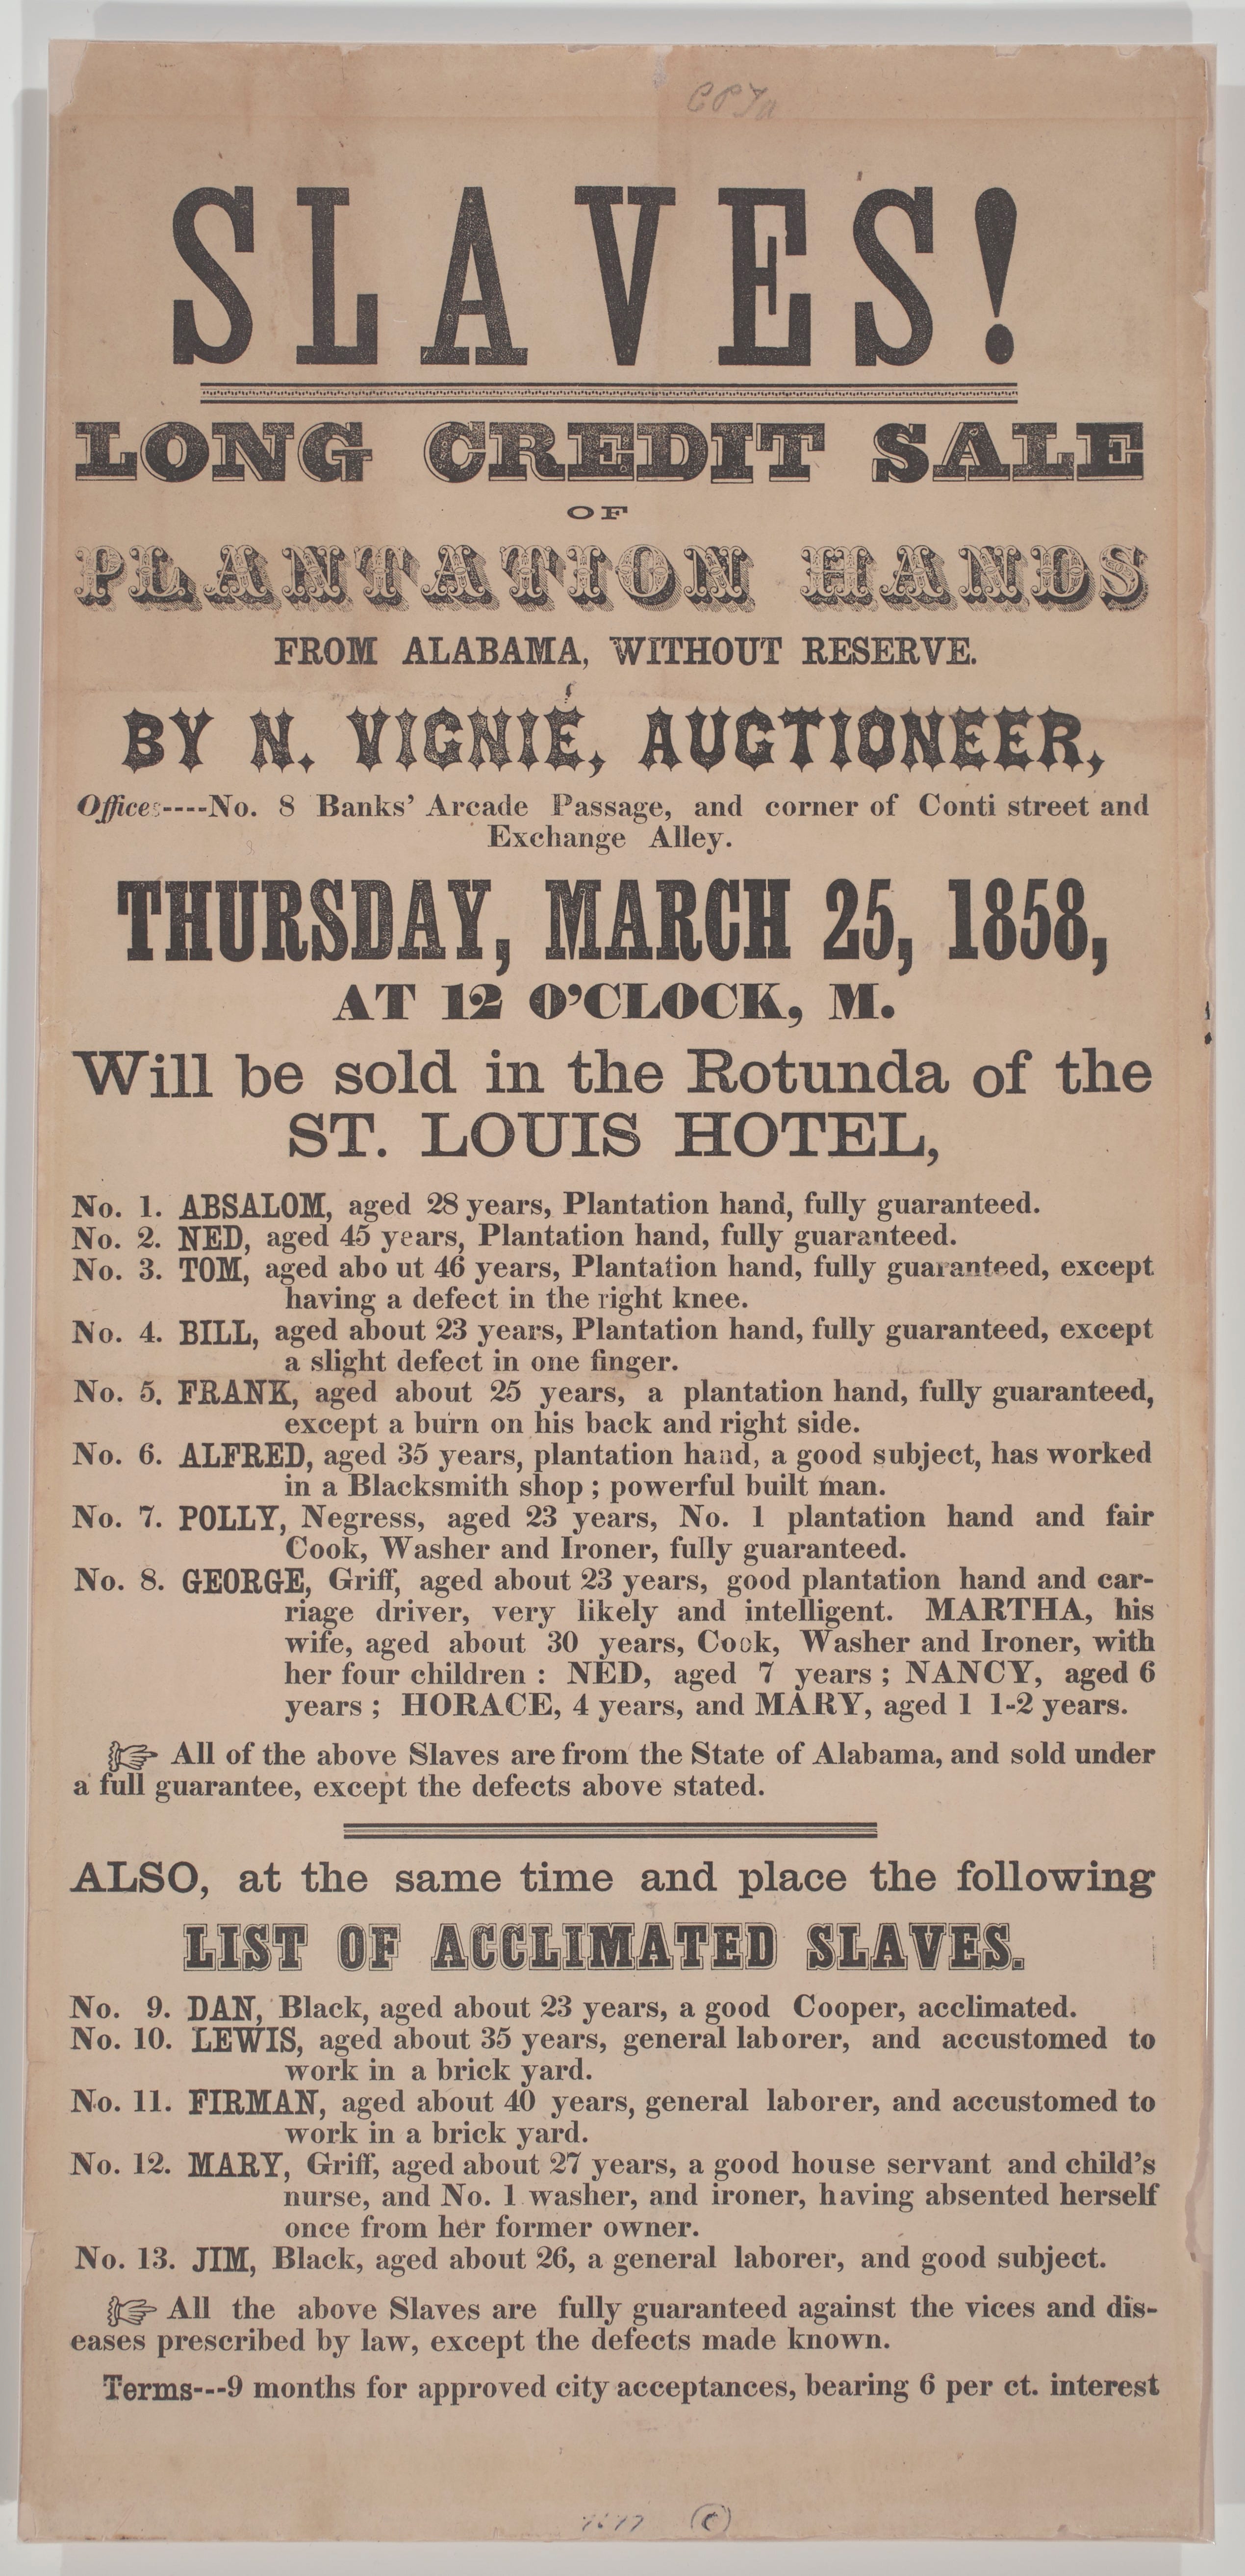 SLAVES!
LONG CREDIT SALE
OF
PLANTATION HANDS
FROM ALABAMA, WITHOUT RESERVE.
BY N. VIGNIÉ, AUCTIONEER,
Offices----No. 8 Banks' Arcade Passage, and corner of Conti street and
Exchange Alley.
THURSDAY, MARCH 25, 1858,
AT 12 O'CLOCK, M.
Will be sold in the Rotunda of the
ST. LOUIS HOTEL,
No. 1. ABSALOM, aged 28 years, Plantation hand, fully guaranteed.
No. 2. NED, aged 45 years, Plantation hand, fully guaranteed.
No. 3. TOM, aged abo ut 46 years, Plantation hand, fully guaranteed, except
having a defect in the right knee.
No. 4. BILL, aged about 23 years, Plantation hand, fully guaranteed, except
a slight defect in one finger.
No. 5. FRANK, aged about 25 years, a plantation hand, fully guaranteed,
except a burn on his back and right side.
No. 6. ALFRED, aged 35 years, plantation hand, a good subject, has worked
in a Blacksmith shop ; powerful built man.
No. 7. POLLY, Negress, aged 23 years, No. 1 plantation hand and fair
Cook, Washer and Ironer, fully guaranteed.
No. 8. GEORGE, Griff, aged about 23 years, good plantation hand and car-
riage driver, very likely and intelligent. MARTHA, his
wife, aged about 30 years, Cook, Washer and Ironer, with
her four children : NED, aged 7 years ; NANCY, aged 6
years ; HORACE, 4 years, and MARY, aged 1 1-2 years.
☞ All of the above Slaves are from the State of Alabama, and sold under
a full guarantee, except the defects above stated.
ALSO, at the same time and place the following
LIST OF ACCLIMATED SLAVES.
No. 9. DAN, Black, aged about 23 years, a good Cooper, acclimated.
No. 10. LEWIS, aged about 35 years, general laborer, and accustomed to
work in a brick yard.
No. 11. FIRMAN, aged about 40 years, general laborer, and accustomed to
work in a brick yard.
No. 12. MARY, Griff, aged about 27 years, a good house servant and child's
nurse, and No. 1 washer, and ironer, having absented herself
once from her former owner.
No. 13. JIM, Black, aged about 26, a general laborer, and good subject.
☞ All the above Slaves are fully guaranteed against the vices and dis-
eases prescribed by law, except the defects made known.
Terms---9 months for approved city acceptances, bearing 6 per ct. interest